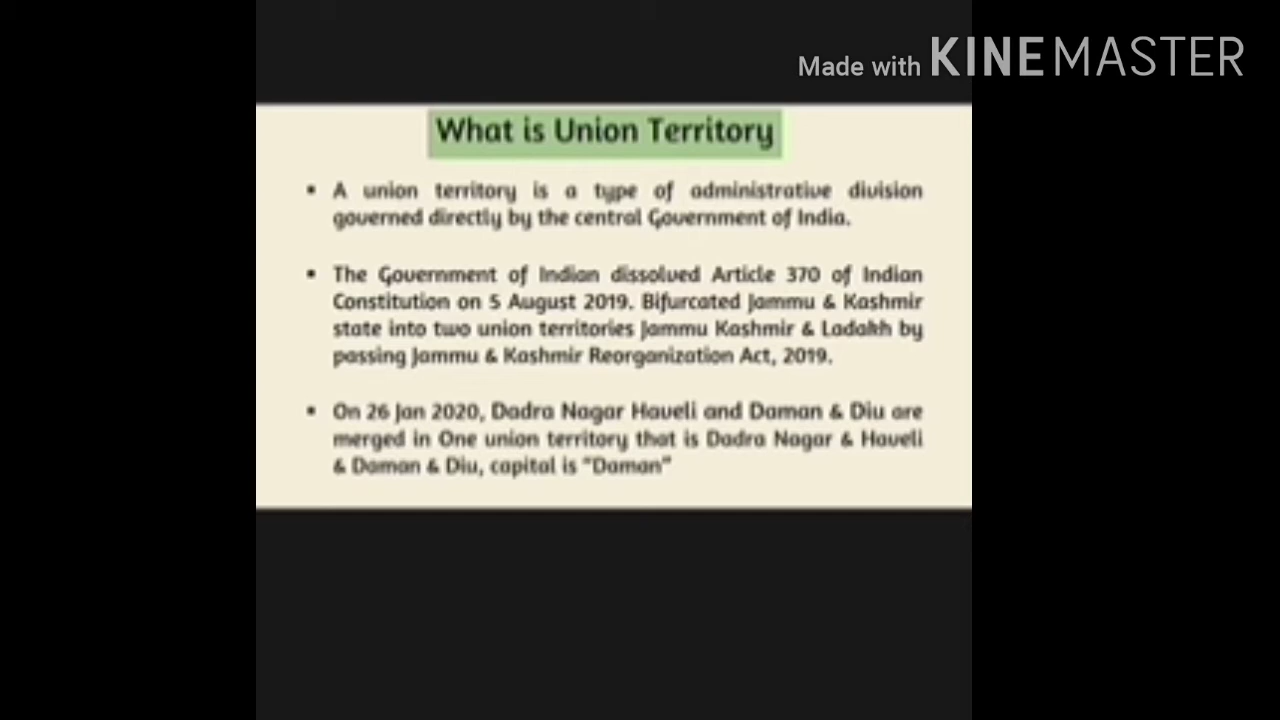 Made with KINEMASTER
What is Union Territory
▪ A union territory is a type of administrative division
governed directly by the central Government of India.
▪ The Government of Indian dissolved Article 370 of Indian
Constitution on 5 August 2019. Bifurcated Jammu & Kashmir
state into two union territories Jammu Kashmir & Ladakh by
passing Jammu & Kashmir Reorganization Act, 2019.
▪ On 26 Jan 2020, Dadra Nagar Haveli and Daman & Diu are
merged in One union territory that is Dadra Nagar & Haveli
& Daman & Diu, capital is "Daman"